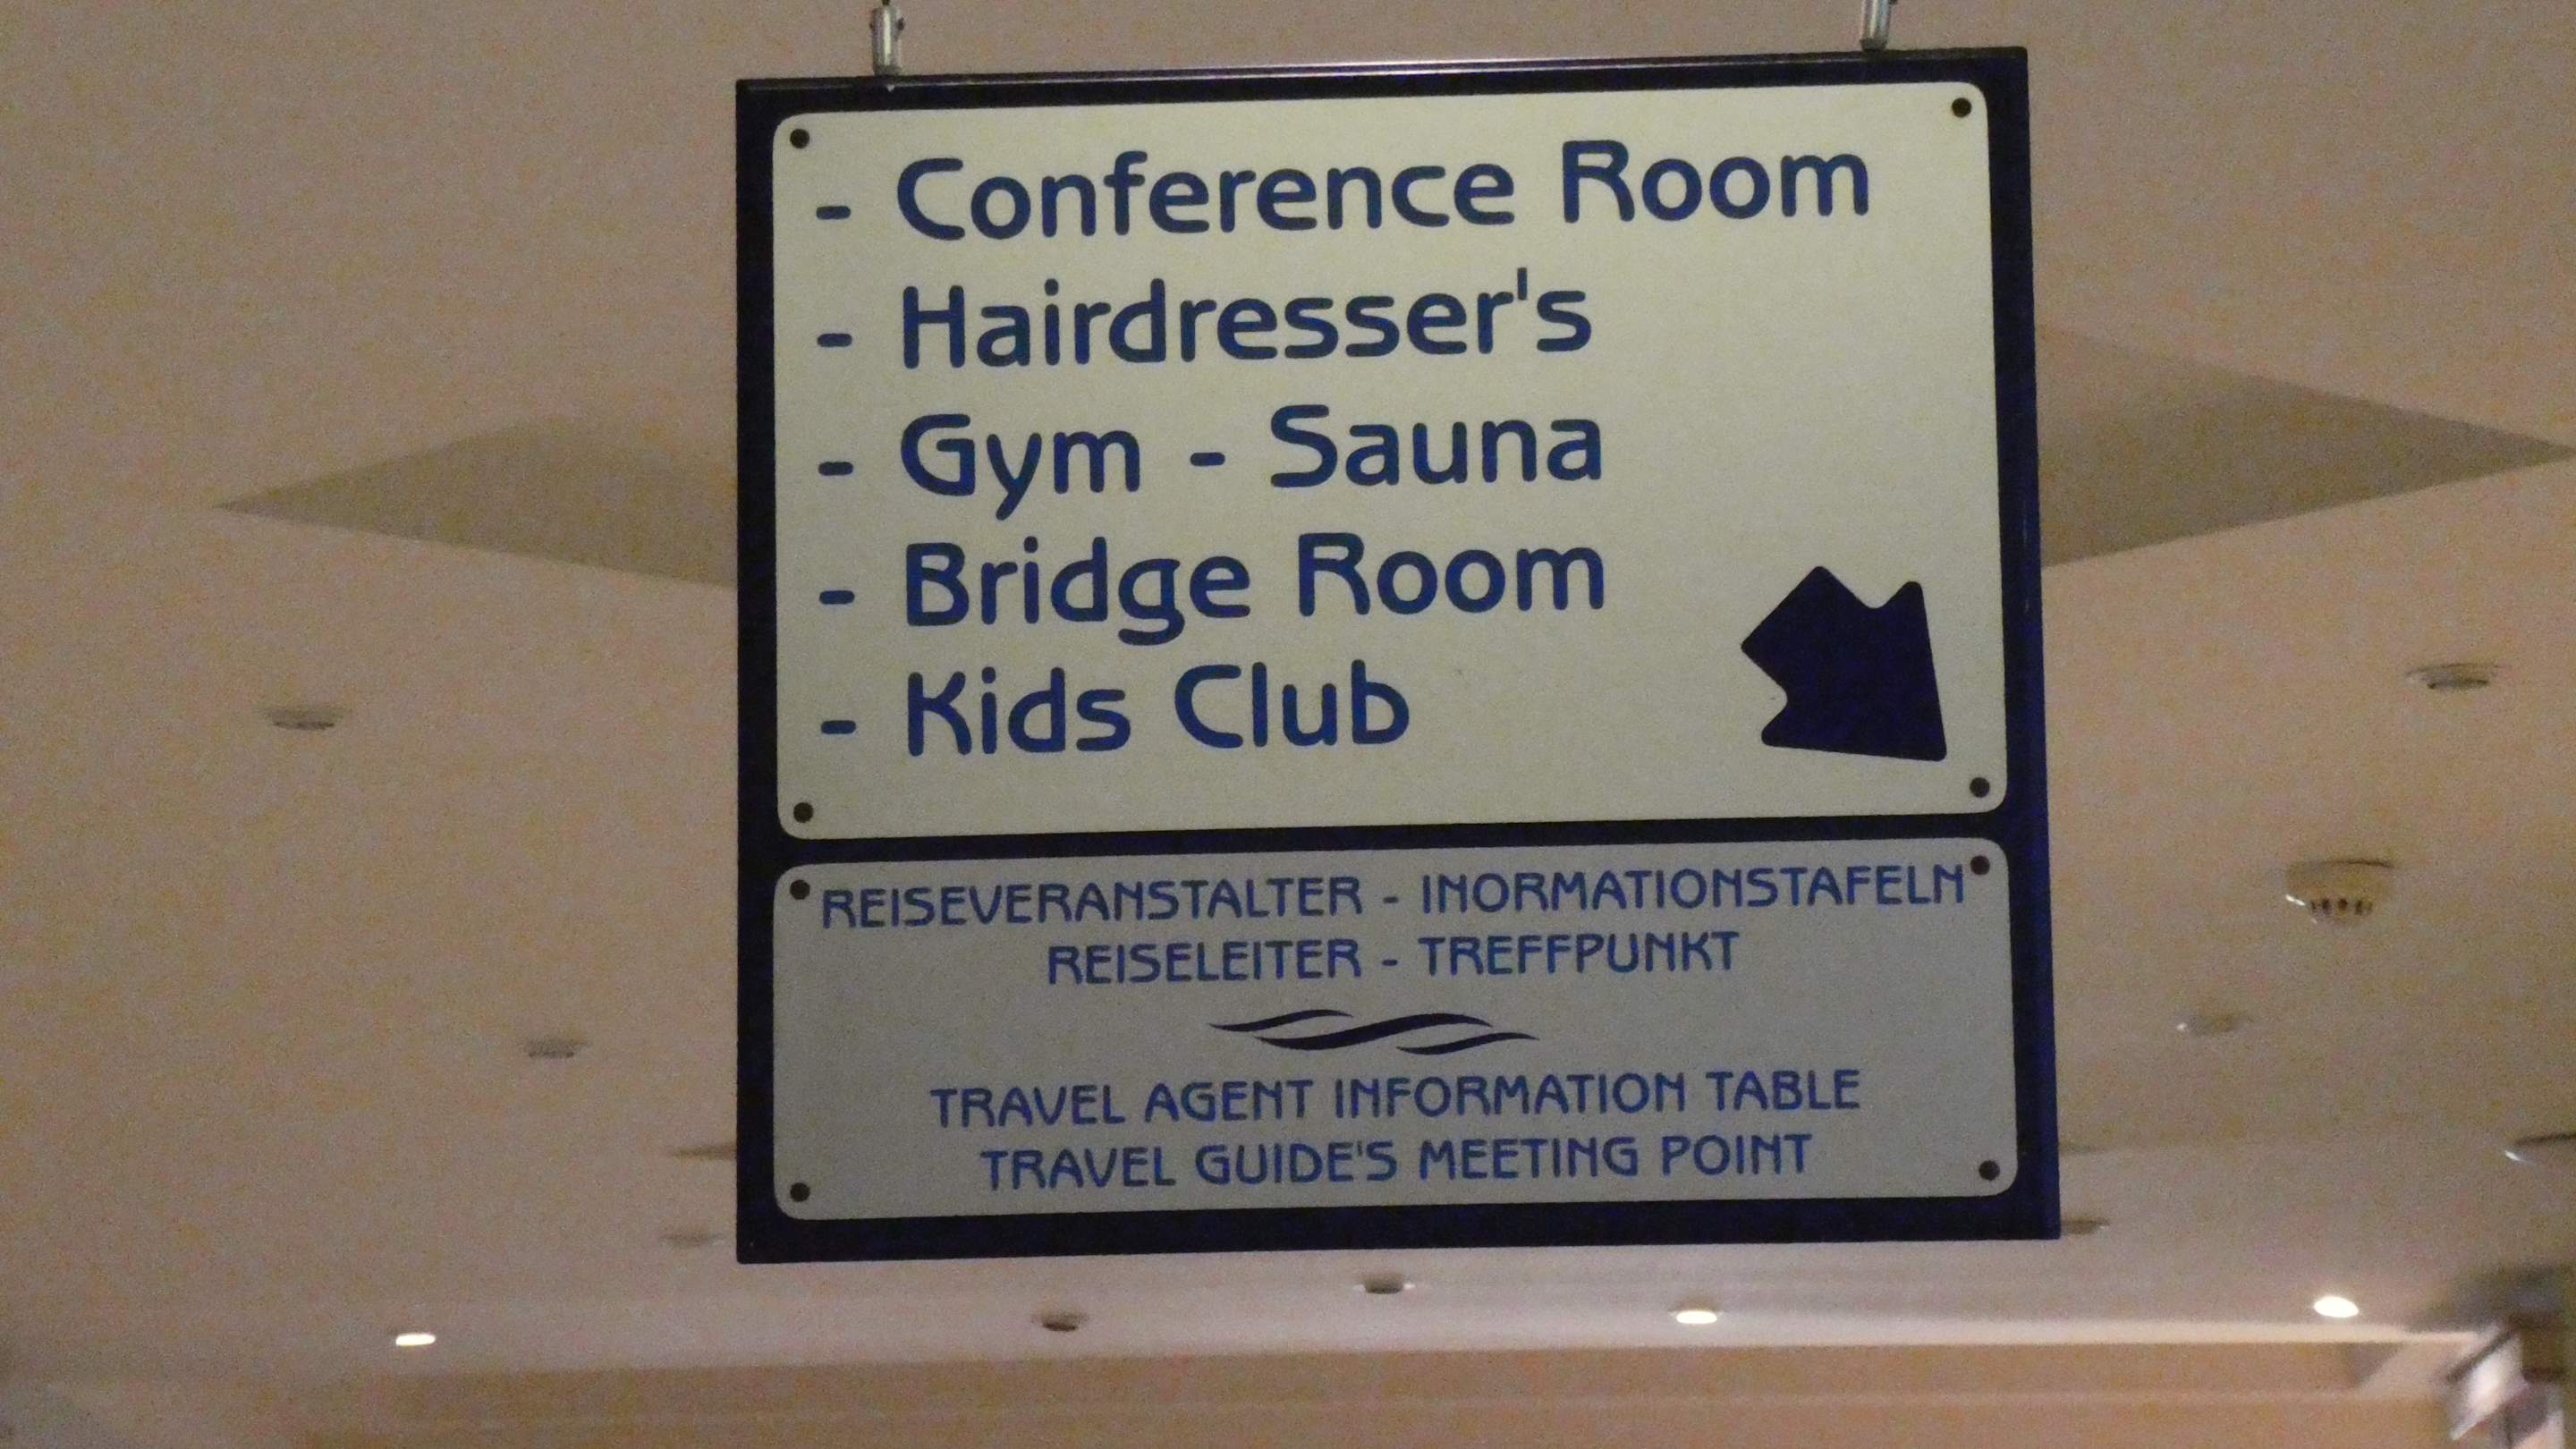 - Conference Room
- Hairdresser's
- Gym - Sauna
- Bridge Room
- Kids Club
REISEVERANSTALTER - INORMATIONSTAFELN
REISELEITER - TREFFPUNKT
TRAVEL AGENT INFORMATION TABLE
TRAVEL GUIDE'S MEETING POINT